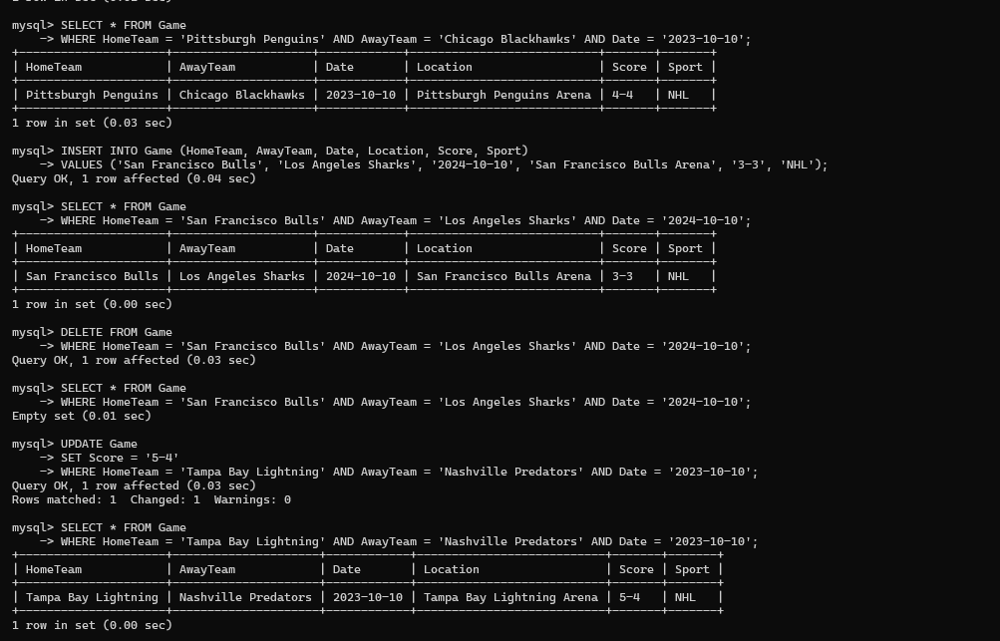 mysql> SELECT * FROM Game
    -> WHERE HomeTeam = 'Pittsburgh Penguins' AND AwayTeam = 'Chicago Blackhawks' AND Date = '2023-10-10';
+---------------------+--------------------+------------+---------------------------+-------+-------+
| HomeTeam            | AwayTeam           | Date       | Location                  | Score | Sport |
+---------------------+--------------------+------------+---------------------------+-------+-------+
| Pittsburgh Penguins | Chicago Blackhawks | 2023-10-10 | Pittsburgh Penguins Arena | 4-4   | NHL   |
+---------------------+--------------------+------------+---------------------------+-------+-------+
1 row in set (0.03 sec)
mysql> INSERT INTO Game (HomeTeam, AwayTeam, Date, Location, Score, Sport)
    -> VALUES ('San Francisco Bulls', 'Los Angeles Sharks', '2024-10-10', 'San Francisco Bulls Arena', '3-3', 'NHL');
Query OK, 1 row affected (0.04 sec)
mysql> SELECT * FROM Game
    -> WHERE HomeTeam = 'San Francisco Bulls' AND AwayTeam = 'Los Angeles Sharks' AND Date = '2024-10-10';
+---------------------+--------------------+------------+---------------------------+-------+-------+
| HomeTeam            | AwayTeam           | Date       | Location                  | Score | Sport |
+---------------------+--------------------+------------+---------------------------+-------+-------+
| San Francisco Bulls | Los Angeles Sharks | 2024-10-10 | San Francisco Bulls Arena | 3-3   | NHL   |
+---------------------+--------------------+------------+---------------------------+-------+-------+
1 row in set (0.00 sec)
mysql> DELETE FROM Game
    -> WHERE HomeTeam = 'San Francisco Bulls' AND AwayTeam = 'Los Angeles Sharks' AND Date = '2024-10-10';
Query OK, 1 row affected (0.03 sec)
mysql> SELECT * FROM Game
    -> WHERE HomeTeam = 'San Francisco Bulls' AND AwayTeam = 'Los Angeles Sharks' AND Date = '2024-10-10';
Empty set (0.01 sec)
mysql> UPDATE Game
    -> SET Score = '5-4'
    -> WHERE HomeTeam = 'Tampa Bay Lightning' AND AwayTeam = 'Nashville Predators' AND Date = '2023-10-10';
Query OK, 1 row affected (0.03 sec)
Rows matched: 1  Changed: 1  Warnings: 0
mysql> SELECT * FROM Game
    -> WHERE HomeTeam = 'Tampa Bay Lightning' AND AwayTeam = 'Nashville Predators' AND Date = '2023-10-10';
+---------------------+---------------------+------------+---------------------------+-------+-------+
| HomeTeam            | AwayTeam            | Date       | Location                  | Score | Sport |
+---------------------+---------------------+------------+---------------------------+-------+-------+
| Tampa Bay Lightning | Nashville Predators | 2023-10-10 | Tampa Bay Lightning Arena | 5-4   | NHL   |
+---------------------+---------------------+------------+---------------------------+-------+-------+
1 row in set (0.00 sec)